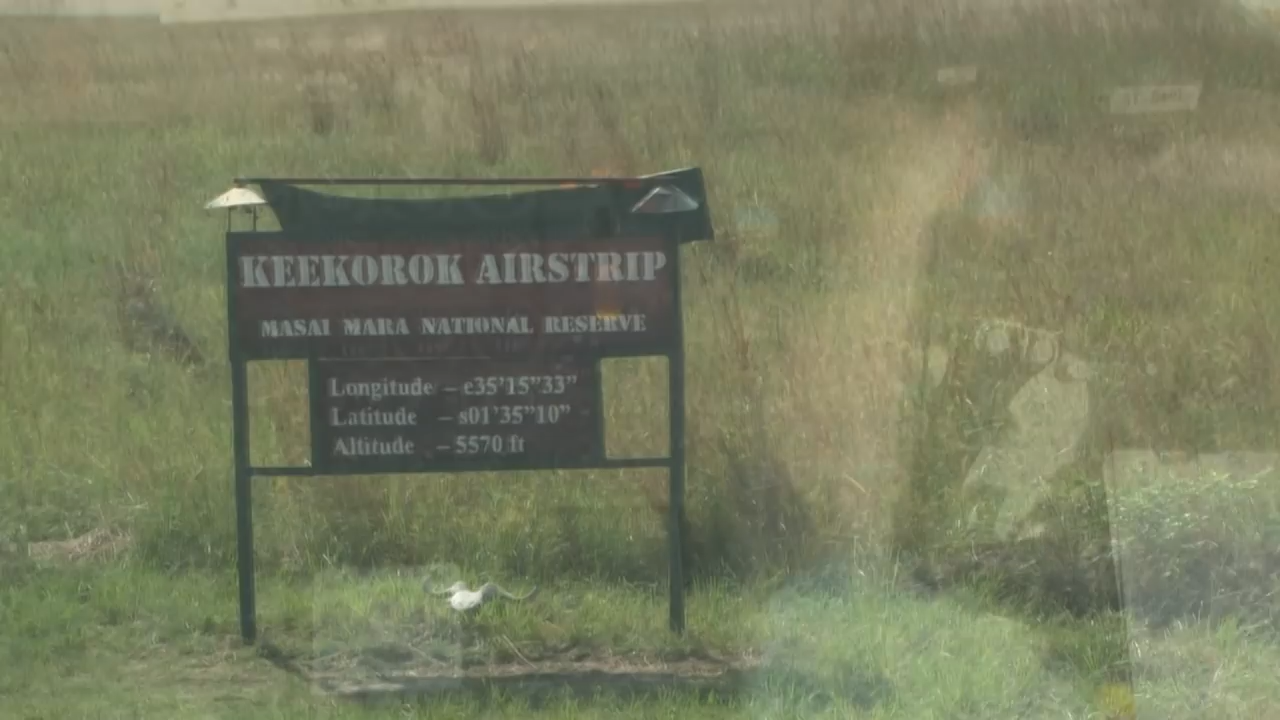 KEEKOROK AIRSTRIP
MASAI MARA NATIONAL RESERVE
Longitude – e35'15"33"
Latitude – s01'35"10"
Altitude – 5570 ft